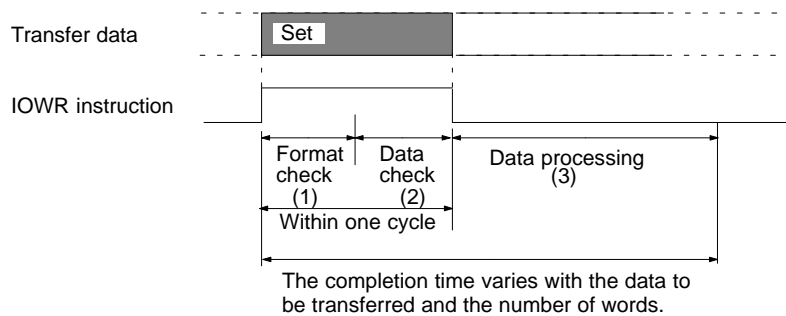 Transfer data
Set
IOWR instruction
Format
check
(1)
Data
check
(2)
Data processing
(3)
Within one cycle
The completion time varies with the data to
be transferred and the number of words.